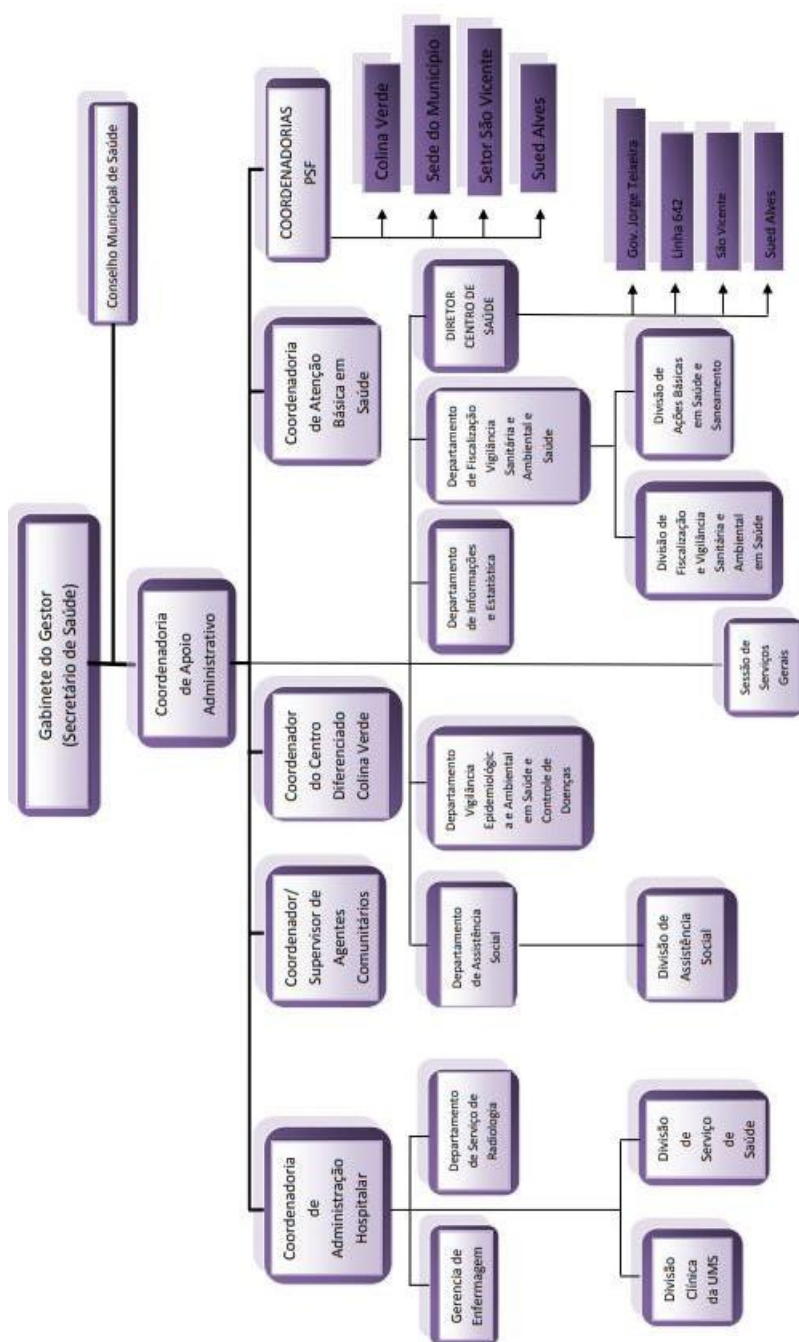 Gabinete do Gestor
(Secretário de Saúde)
Conselho Municipal de Saúde
Coordenadoria
de Apoio
Administrativo
Coordenadoria
de
Administração
Hospitalar
Coordenador/
Supervisor de
Agentes
Comunitários
Coordenador
do Centro
Diferenciado
Colina Verde
Coordenadoria
de Atenção
Básica em
Saúde
COORDENADORIAS
PSF
Colina Verde
Sede do Município
Setor São Vicente
Sued Alves
Gerencia de
Enfermagem
Departamento
de Serviço de
Radiologia
Departamento
de Assistência
Social
Departamento
Vigilância
Epidemiológic
a e Ambiental
em Saúde e
Controle de
Doenças
Departamento
de Informações
e Estatística
Departamento
de Fiscalização
Vigilância
Sanitária e
Ambiental e
Saúde
DIRETOR
CENTRO DE
SAÚDE
Gov. Jorge Teixeira
Linha 642
São Vicente
Sued Alves
Divisão
Clínica
da UMS
Divisão
de
Serviço
de
Saúde
Divisão de
Assistência
Social
Sessão de
Serviços
Gerais
Divisão de
Fiscalização
e Vigilância
Sanitária e
Ambiental
em Saúde
Divisão de
Ações Básicas
em Saúde e
Saneamento